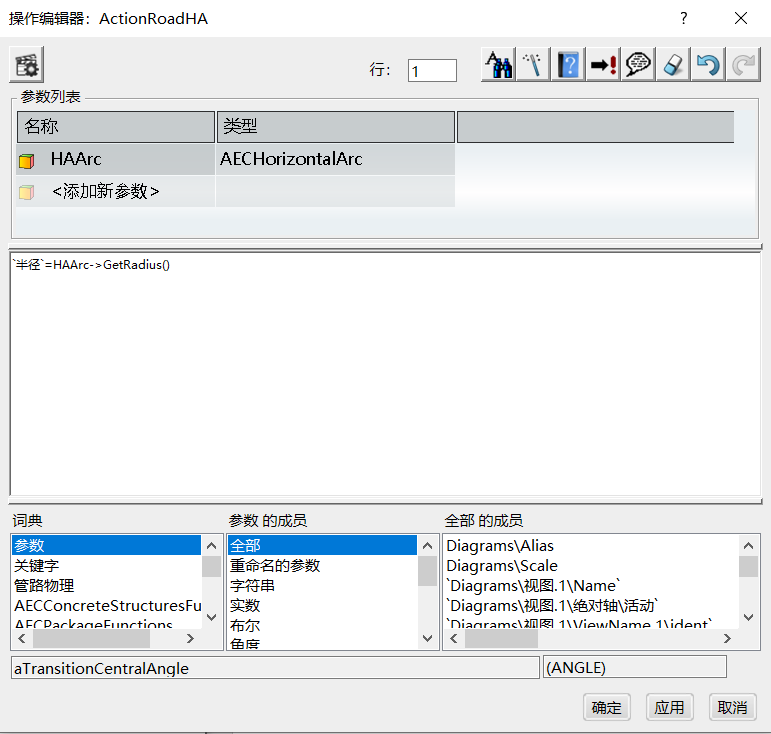 操作编辑器：ActionRoadHA
?
行：
1
参数列表
名称
类型
HAArc
AECHorizontalArc
<添加新参数>
`半径`=HAArc->GetRadius()
词典
参数 的成员
全部 的成员
参数
关键字
管路物理
AECConcreteStructuresFu
AECPackageFunctions
全部
重命名的参数
字符串
实数
布尔
角度
Diagrams\Alias
Diagrams\Scale
`Diagrams\视图.1\Name`
`Diagrams\视图.1\绝对轴\活动`
`Diagrams\视图.1\ViewName.1\ident`
aTransitionCentralAngle
(ANGLE)
确定
应用
取消